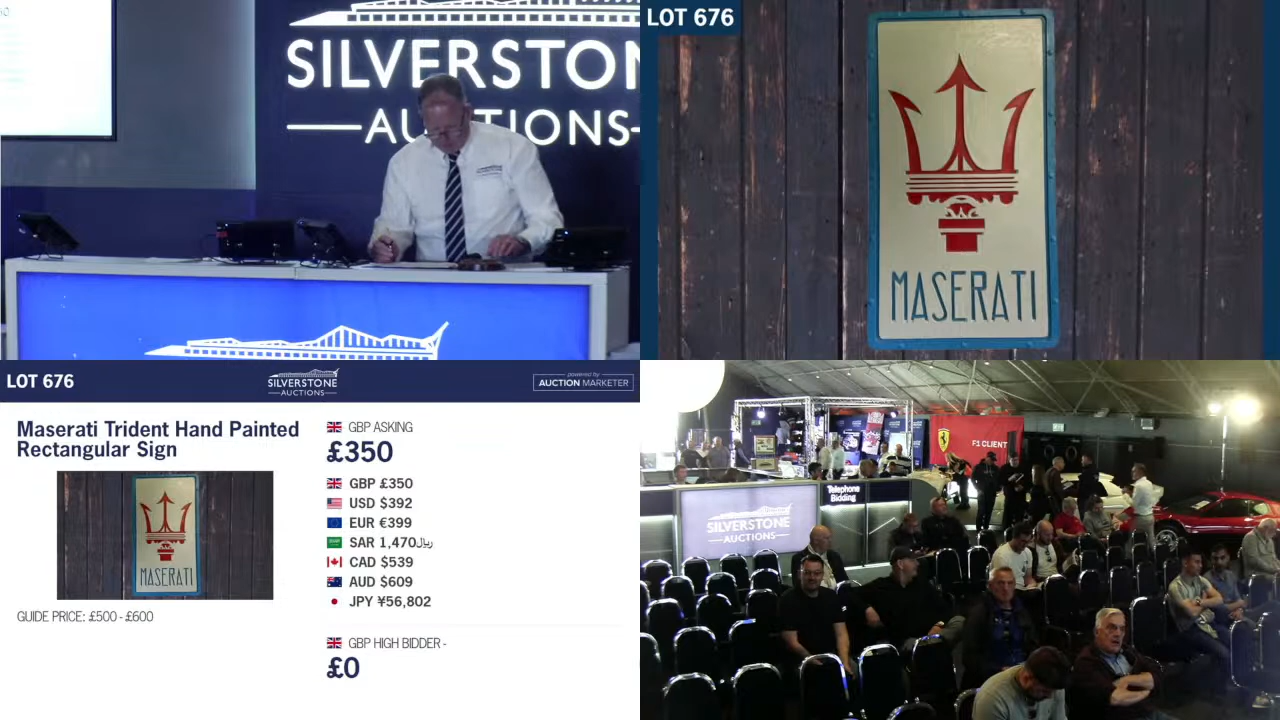 SILVERSTON
AUCTIONS
LOT 676
MASERATI
LOT 676
SILVERSTONE
AUCTIONS
powered by
AUCTION MARKETER
Maserati Trident Hand Painted
Rectangular Sign
MASERATI
GUIDE PRICE: £500 - £600
GBP ASKING
£350
GBP £350
USD $392
EUR €399
SAR 1,470﷼
CAD $539
AUD $609
JPY ¥56,802
GBP HIGH BIDDER -
£0
F1 CLIENT
Telephone
Bidding
SILVERSTONE
AUCTIONS